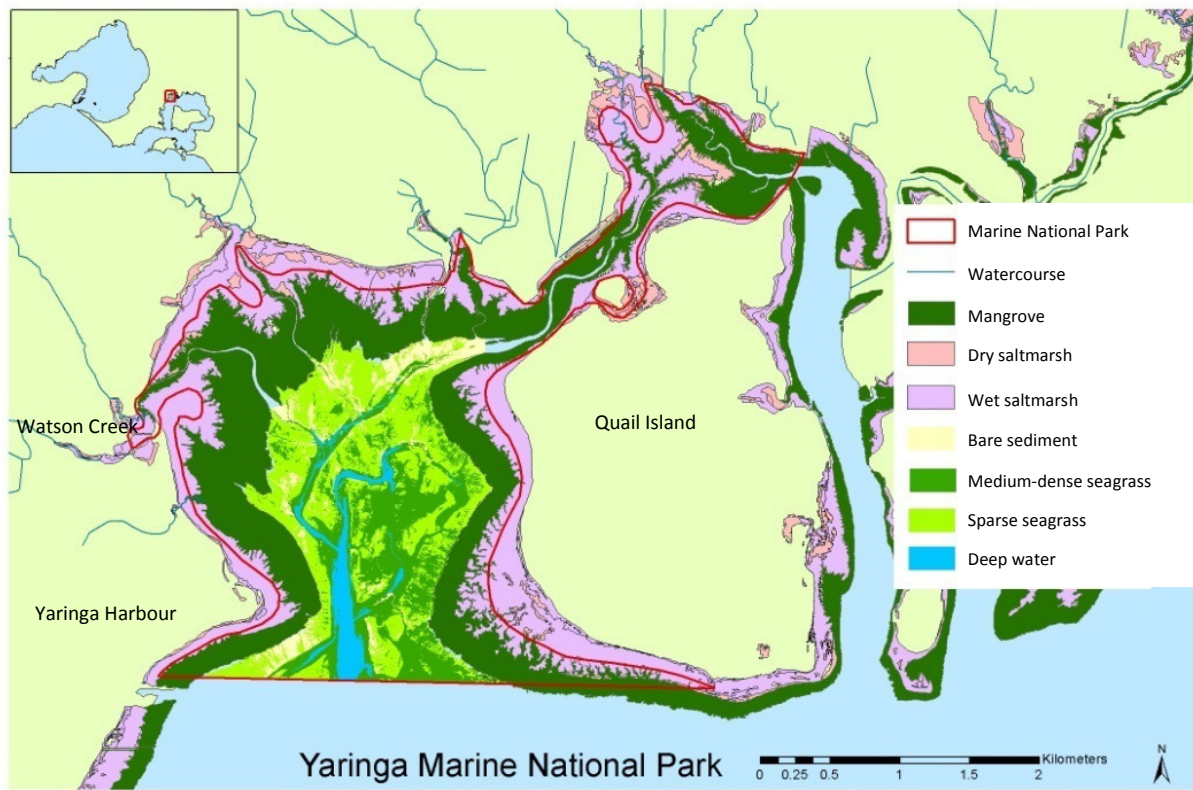 Marine National Park
Watercourse
Mangrove
Dry saltmarsh
Wet saltmarsh
Bare sediment
Medium-dense seagrass
Sparse seagrass
Deep water
Watson Creek
Quail Island
Yaringa Harbour
Yaringa Marine National Park
Kilometers
0 0.25 0.5 1 1.5 2
N